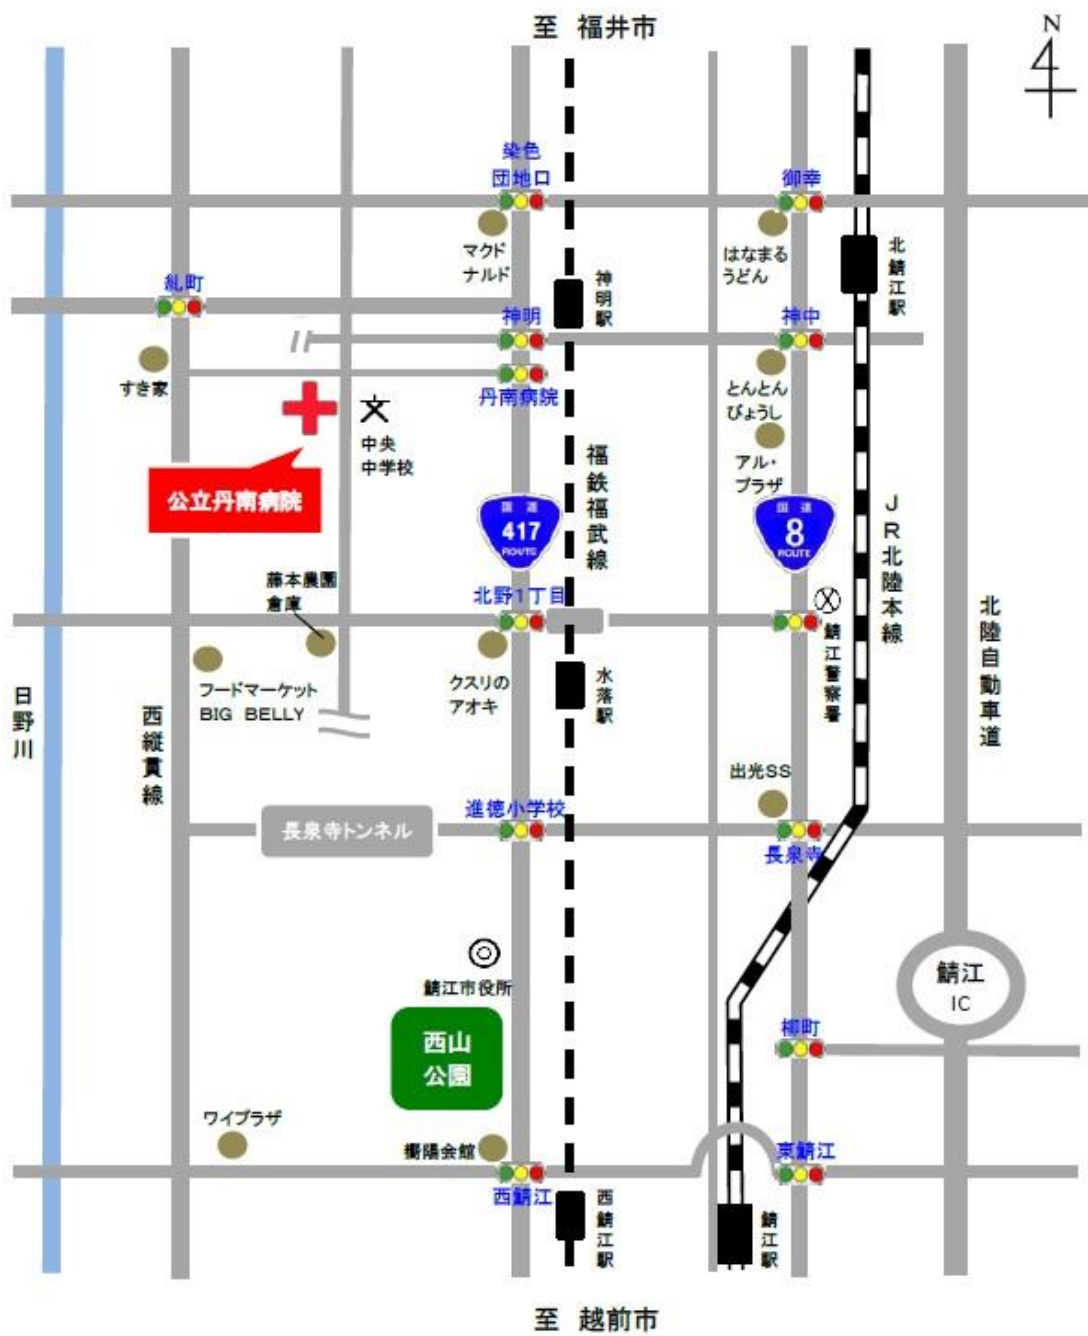 至 福井市
N
染色
団地口
御幸
マクド
ナルド
はなまる
うどん
北鯖江駅
糺町
神明駅
神明
神中
すき家
丹南病院
とんとん
びょうし
中央
中学校
アル・
プラザ
公立丹南病院
福鉄福武線
国道
417
ROUTE
国道
8
ROUTE
JR北陸本線
藤本農園
倉庫
北野1丁目
鯖江警察署
北陸自動車道
フードマーケット
BIG BELLY
クスリの
アオキ
水落駅
日野川
西縦貫線
出光SS
進徳小学校
長泉寺トンネル
長泉寺
鯖江市役所
鯖江
IC
西山
公園
柳町
ワイプラザ
嚮陽会館
東鯖江
西鯖江
西鯖江駅
鯖江駅
至 越前市